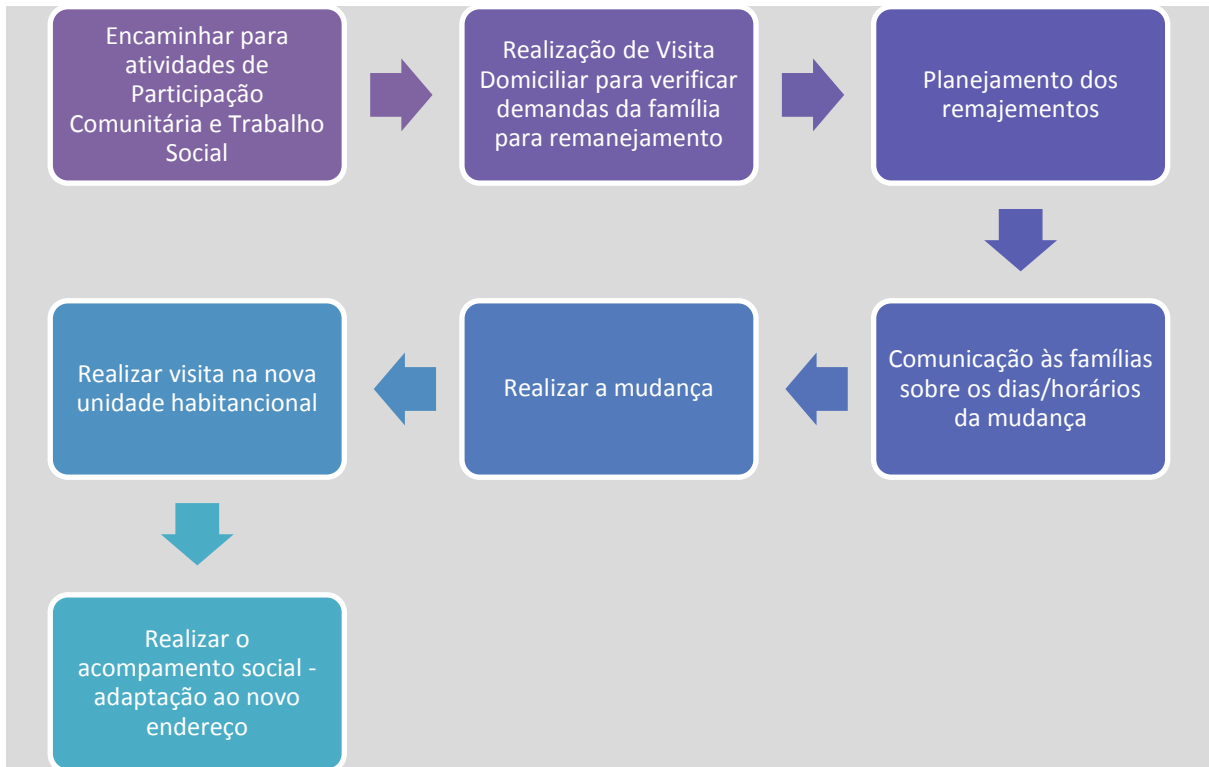 Encaminhar para
atividades de
Participação
Comunitária e Trabalho
Social
Realização de Visita
Domiciliar para verificar
demandas da família
para remanejamento
Planejamento dos
remajementos
Comunicação às famílias
sobre os dias/horários
da mudança
Realizar a mudança
Realizar visita na nova
unidade habitancional
Realizar o
acompamento social -
adaptação ao novo
endereço